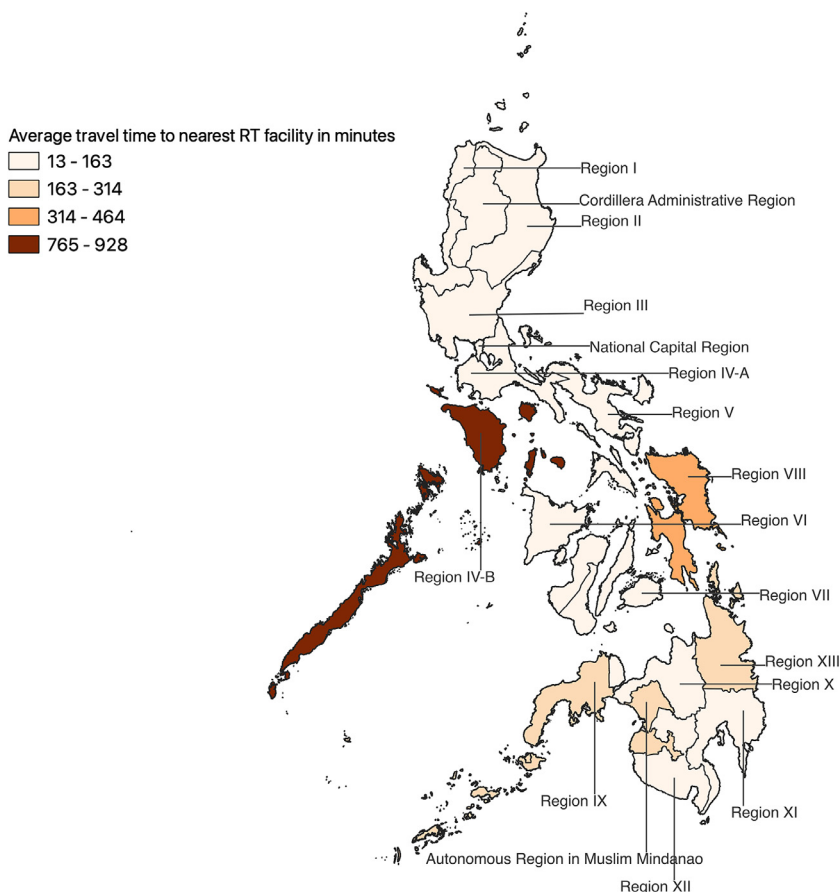 Average travel time to nearest RT facility in minutes
13 - 163
163 - 314
314 - 464
765 - 928
Region I
Cordillera Administrative Region
Region II
Region III
National Capital Region
Region IV-A
Region V
Region VIII
Region VI
Region IV-B
Region VII
Region XIII
Region X
Region IX
Region XI
Autonomous Region in Muslim Mindanao
Region XII